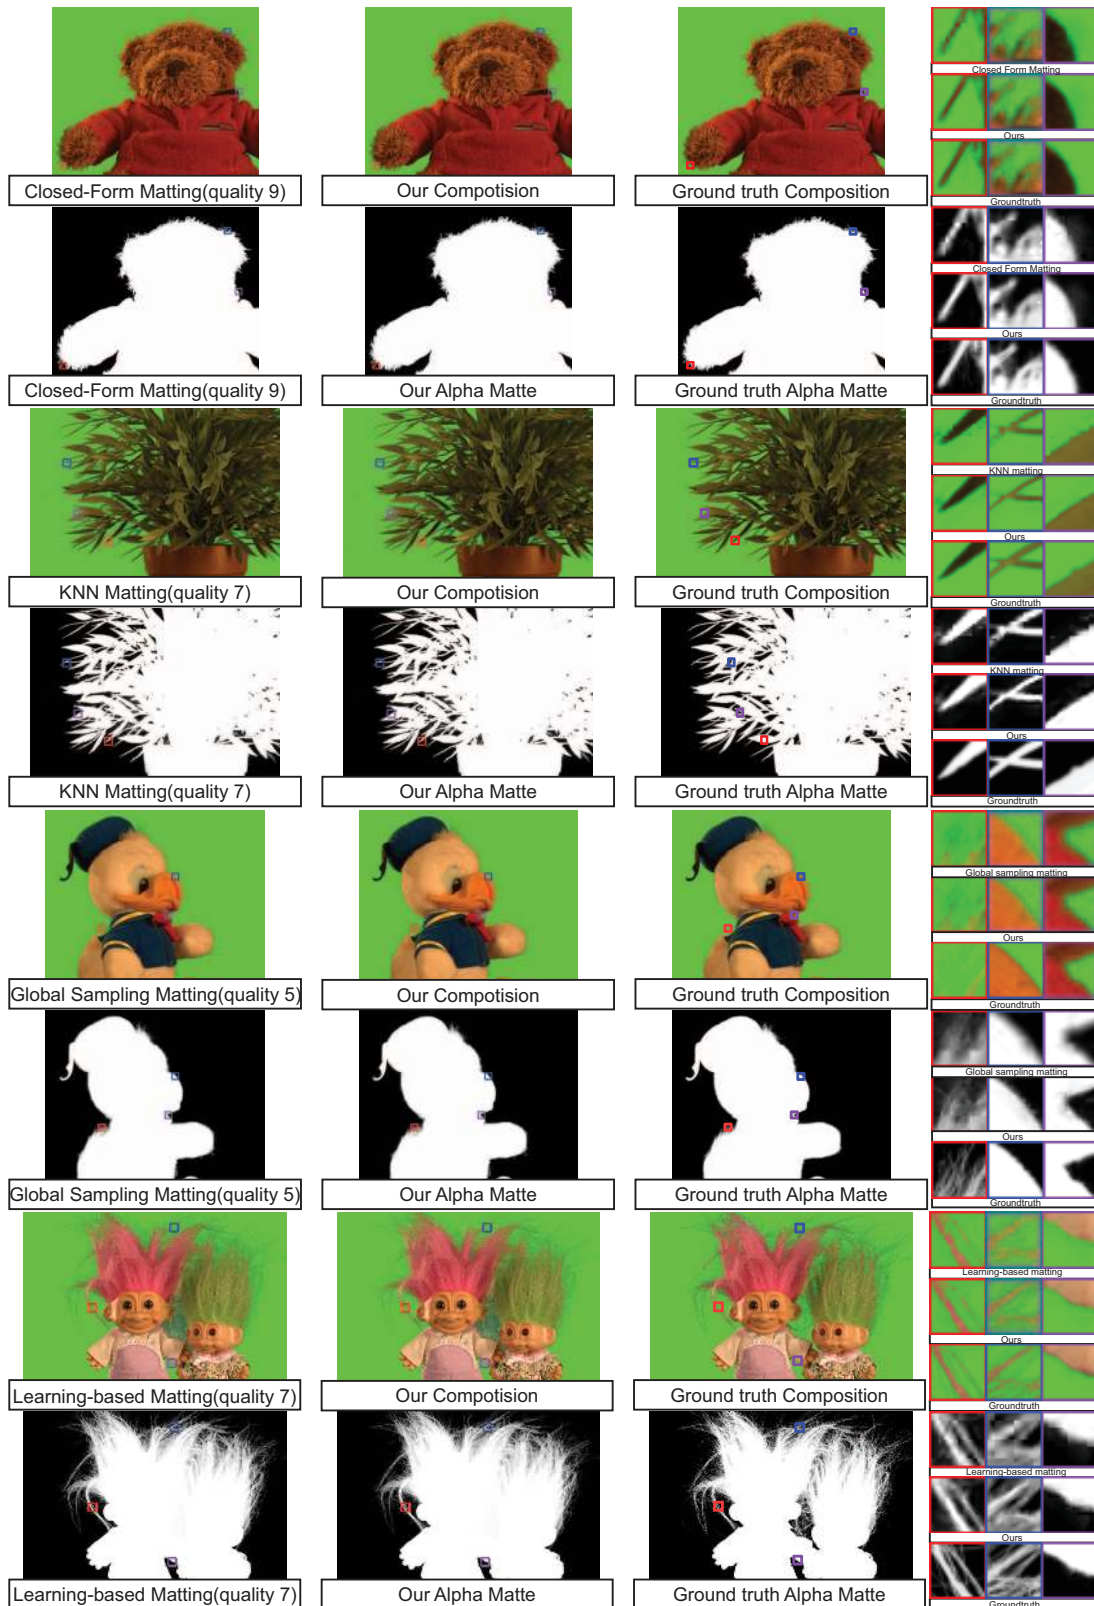 Closed Form Matting
Ours
Closed-Form Matting(quality 9)
Our Compotision
Ground truth Composition
Groundtruth
Closed Form Matting
Ours
Closed-Form Matting(quality 9)
Our Alpha Matte
Ground truth Alpha Matte
Groundtruth
KNN matting
Ours
KNN Matting(quality 7)
Our Compotision
Ground truth Composition
Groundtruth
KNN matting
Ours
KNN Matting(quality 7)
Our Alpha Matte
Ground truth Alpha Matte
Groundtruth
Global sampling matting
Ours
Global Sampling Matting(quality 5)
Our Compotision
Ground truth Composition
Groundtruth
Global sampling matting
Ours
Global Sampling Matting(quality 5)
Our Alpha Matte
Ground truth Alpha Matte
Groundtruth
Learning-based matting
Ours
Learning-based Matting(quality 7)
Our Compotision
Ground truth Composition
Groundtruth
Learning-based matting
Ours
Learning-based Matting(quality 7)
Our Alpha Matte
Ground truth Alpha Matte
Groundtruth